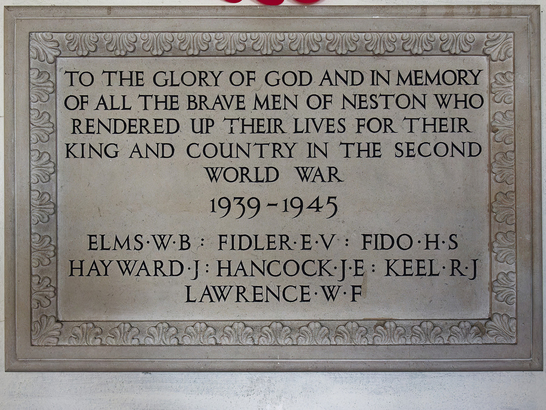 TO THE GLORY OF GOD AND IN MEMORY
OF ALL THE BRAVE MEN OF NESTON WHO
RENDERED UP THEIR LIVES FOR THEIR
KING AND COUNTRY IN THE SECOND
WORLD WAR
1939-1945
ELMS·W·B : FIDLER·E·V : FIDO·H·S
HAYWARD·J : HANCOCK·J·E : KEEL·R·J
LAWRENCE·W·F